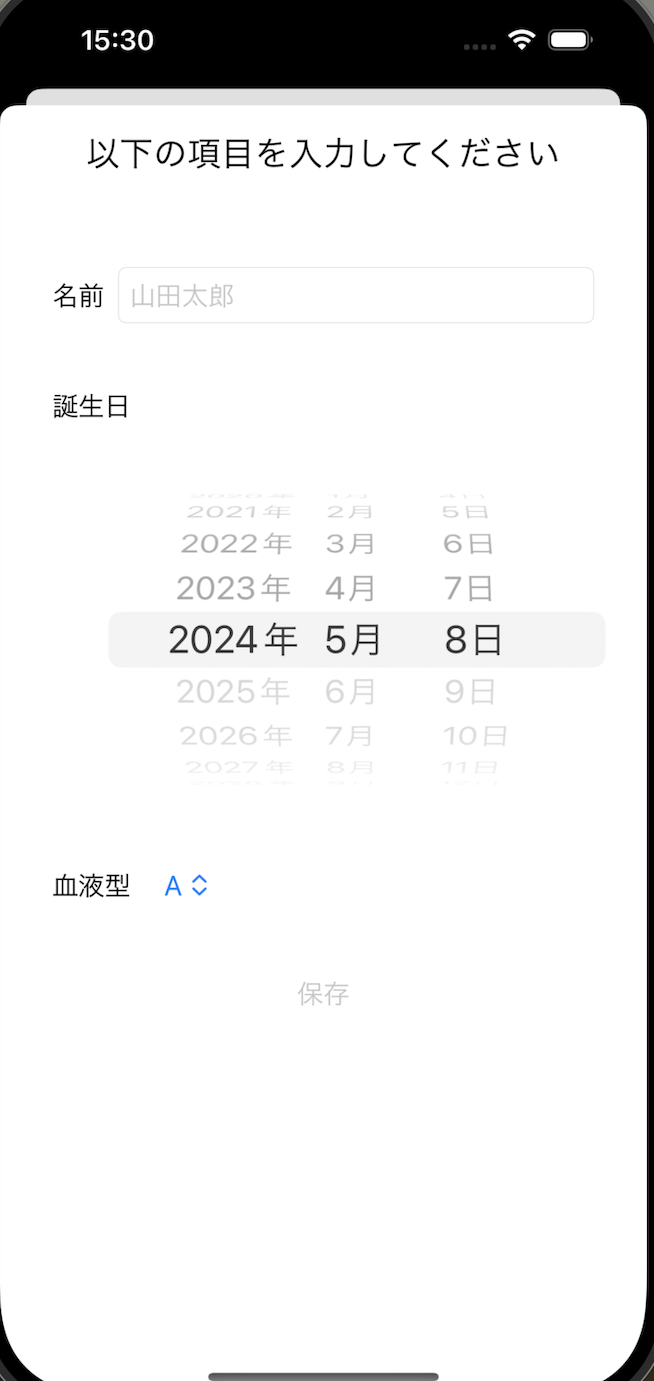 15:30
以下の項目を入力してください
名前 山田太郎
誕生日
2021年 2月 5日
2022年 3月 6日
2023年 4月 7日
2024年 5月 8日
2025年 6月 9日
2026年 7月 10日
2027年 8月 11日
血液型 A
保存